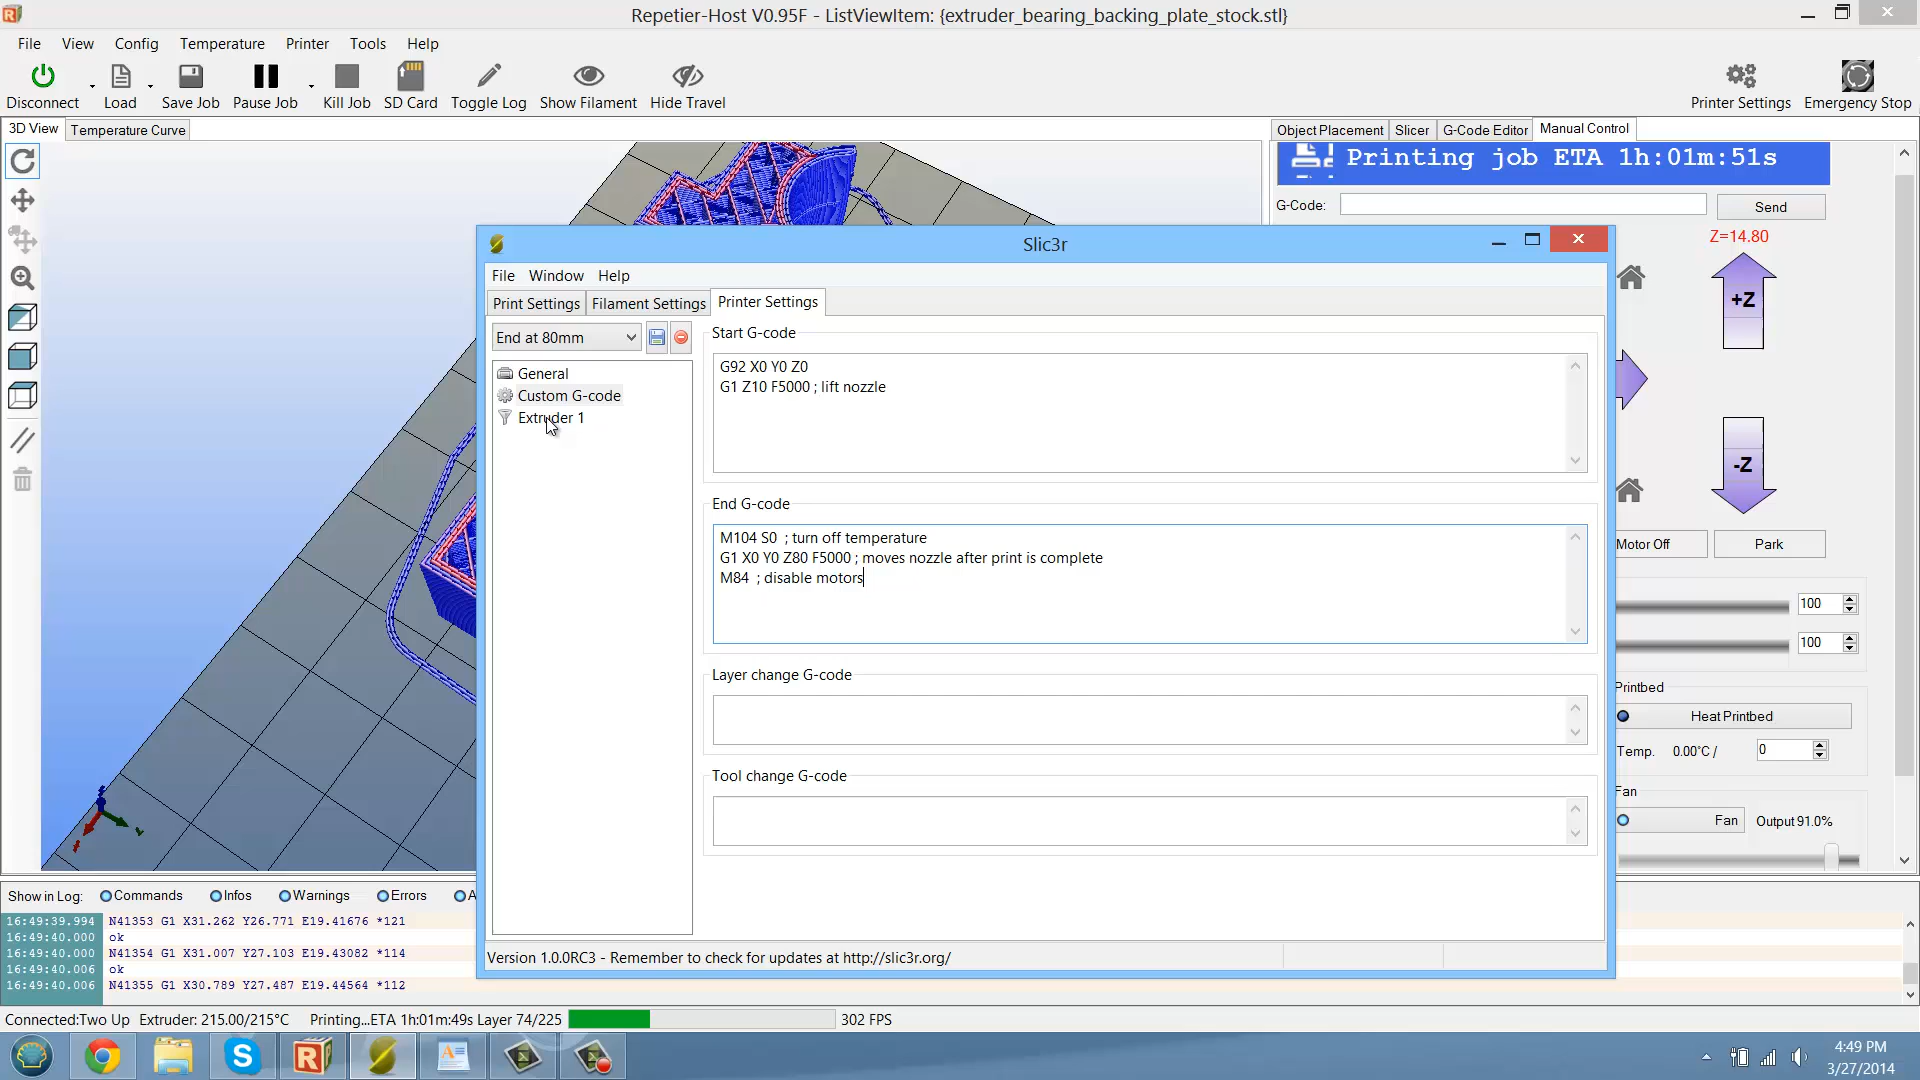 Repetier-Host V0.95F - ListViewItem: {extruder_bearing_backing_plate_stock.stl}
File View Config Temperature Printer Tools Help
Disconnect Load Save Job Pause Job Kill Job SD Card Toggle Log Show Filament Hide Travel Printer Settings Emergency Stop
3D View Temperature Curve
Object Placement Slicer G-Code Editor Manual Control
Printing job ETA 1h:01m:51s
G-Code: Send
Z=14.80
+Z
-Z
Motor Off Park
100
100
Printbed
Heat Printbed
Temp. 0.00°C / 0
Fan
Fan Output 91.0%
Slic3r
File Window Help
Print Settings Filament Settings Printer Settings
End at 80mm
General
Custom G-code
Extruder 1
Start G-code
G92 X0 Y0 Z0
G1 Z10 F5000 ; lift nozzle
End G-code
M104 S0  ; turn off temperature
G1 X0 Y0 Z80 F5000 ; moves nozzle after print is complete
M84  ; disable motors
Layer change G-code
Tool change G-code
Version 1.0.0RC3 - Remember to check for updates at http://slic3r.org/
Show in Log: Commands Infos Warnings Errors
16:49:39.994 N41353 G1 X31.262 Y26.771 E19.41676 *121
16:49:40.000 ok
16:49:40.000 N41354 G1 X31.007 Y27.103 E19.43082 *114
16:49:40.006 ok
16:49:40.006 N41355 G1 X30.789 Y27.487 E19.44564 *112
Connected:Two Up Extruder: 215.00/215°C Printing...ETA 1h:01m:49s Layer 74/225 302 FPS
4:49 PM
3/27/2014